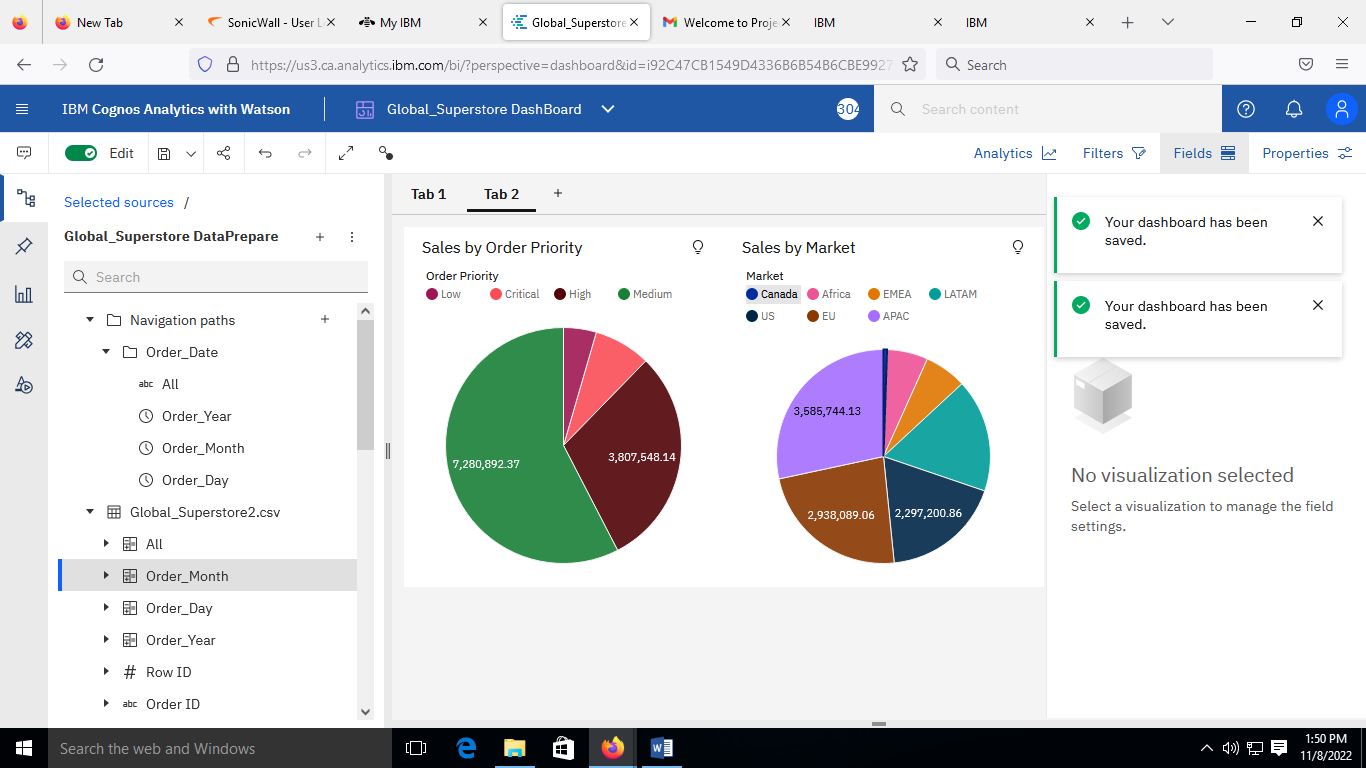 New Tab
SonicWall - User L
My IBM
Global_Superstore
Welcome to Proje
IBM
IBM
https://us3.ca.analytics.ibm.com/bi/?perspective=dashboard&id=i92C47CB1549D4336B6B54B6CBE9927
Search
IBM Cognos Analytics with Watson
Global_Superstore DashBoard
304
Search content
Edit
Analytics
Filters
Fields
Properties
Selected sources /
Tab 1
Tab 2
Global_Superstore DataPrepare
Search
Navigation paths
Order_Date
abc All
Order_Year
Order_Month
Order_Day
Global_Superstore2.csv
All
Order_Month
Order_Day
Order_Year
# Row ID
abc Order ID
Sales by Order Priority
Order Priority
Low Critical High Medium
7,280,892.37
3,807,548.14
Sales by Market
Market
Canada Africa EMEA LATAM
US EU APAC
3,585,744.13
2,938,089.06
2,297,200.86
Your dashboard has been
saved.
Your dashboard has been
saved.
No visualization selected
Select a visualization to manage the field
settings.
Search the web and Windows
1:50 PM
11/8/2022